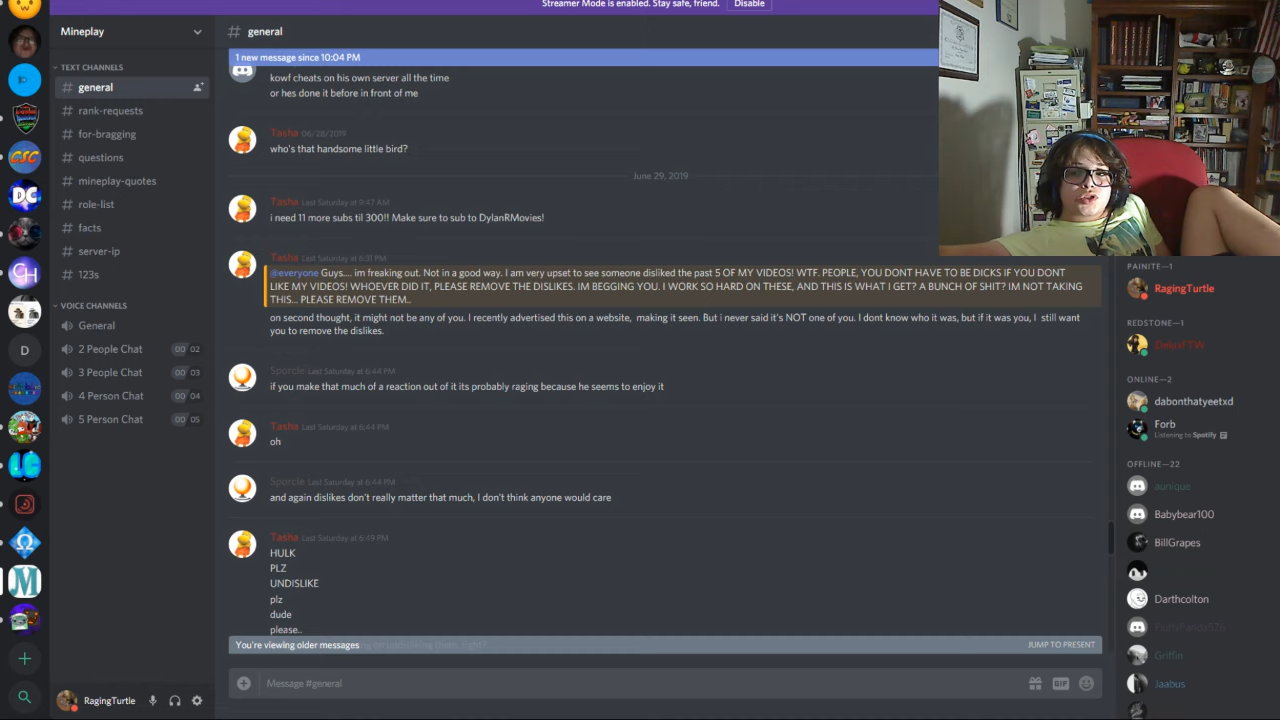 Streamer Mode is enabled. Stay safe, friend. Disable
Mineplay
general
1 new message since 10:04 PM
TEXT CHANNELS
# general
# rank-requests
# for-bragging
# questions
# mineplay-quotes
# role-list
# facts
# server-ip
# 123s
VOICE CHANNELS
General
2 People Chat 00 02
3 People Chat 00 03
4 Person Chat 00 04
5 Person Chat 00 05
D
RagingTurtle
kowf cheats on his own server all the time
or hes done it before in front of me
Tasha 06/28/2019
who's that handsome little bird?
June 29, 2019
Tasha Last Saturday at 9:47 AM
i need 11 more subs til 300!! Make sure to sub to DylanRMovies!
Tasha Last Saturday at 6:31 PM
@everyone Guys.... im freaking out. Not in a good way. I am very upset to see someone disliked the past 5 OF MY VIDEOS! WTF. PEOPLE, YOU DONT HAVE TO BE DICKS IF YOU DONT
LIKE MY VIDEOS! WHOEVER DID IT, PLEASE REMOVE THE DISLIKES. IM BEGGING YOU. I WORK SO HARD ON THESE, AND THIS IS WHAT I GET? A BUNCH OF SHIT? IM NOT TAKING
THIS... PLEASE REMOVE THEM..
on second thought, it might not be any of you. I recently advertised this on a website, making it seen. But i never said it's NOT one of you. I dont know who it was, but if it was you, I still want
you to remove the dislikes.
Sporcle Last Saturday at 6:44 PM
if you make that much of a reaction out of it its probably raging because he seems to enjoy it
Tasha Last Saturday at 6:44 PM
oh
Sporcle Last Saturday at 6:44 PM
and again dislikes don't really matter that much, I don't think anyone would care
Tasha Last Saturday at 6:49 PM
HULK
PLZ
UNDISLIKE
plz
dude
please..
You're viewing older messages JUMP TO PRESENT
Message #general
GIF
PAINITE—1
RagingTurtle
REDSTONE—1
DeluxFTW
ONLINE—2
dabonthatyeetxd
Forb
Listening to Spotify
OFFLINE—22
aunique
Babybear100
BillGrapes
Darthcolton
FluffyPanda576
Griffin
Jaabus